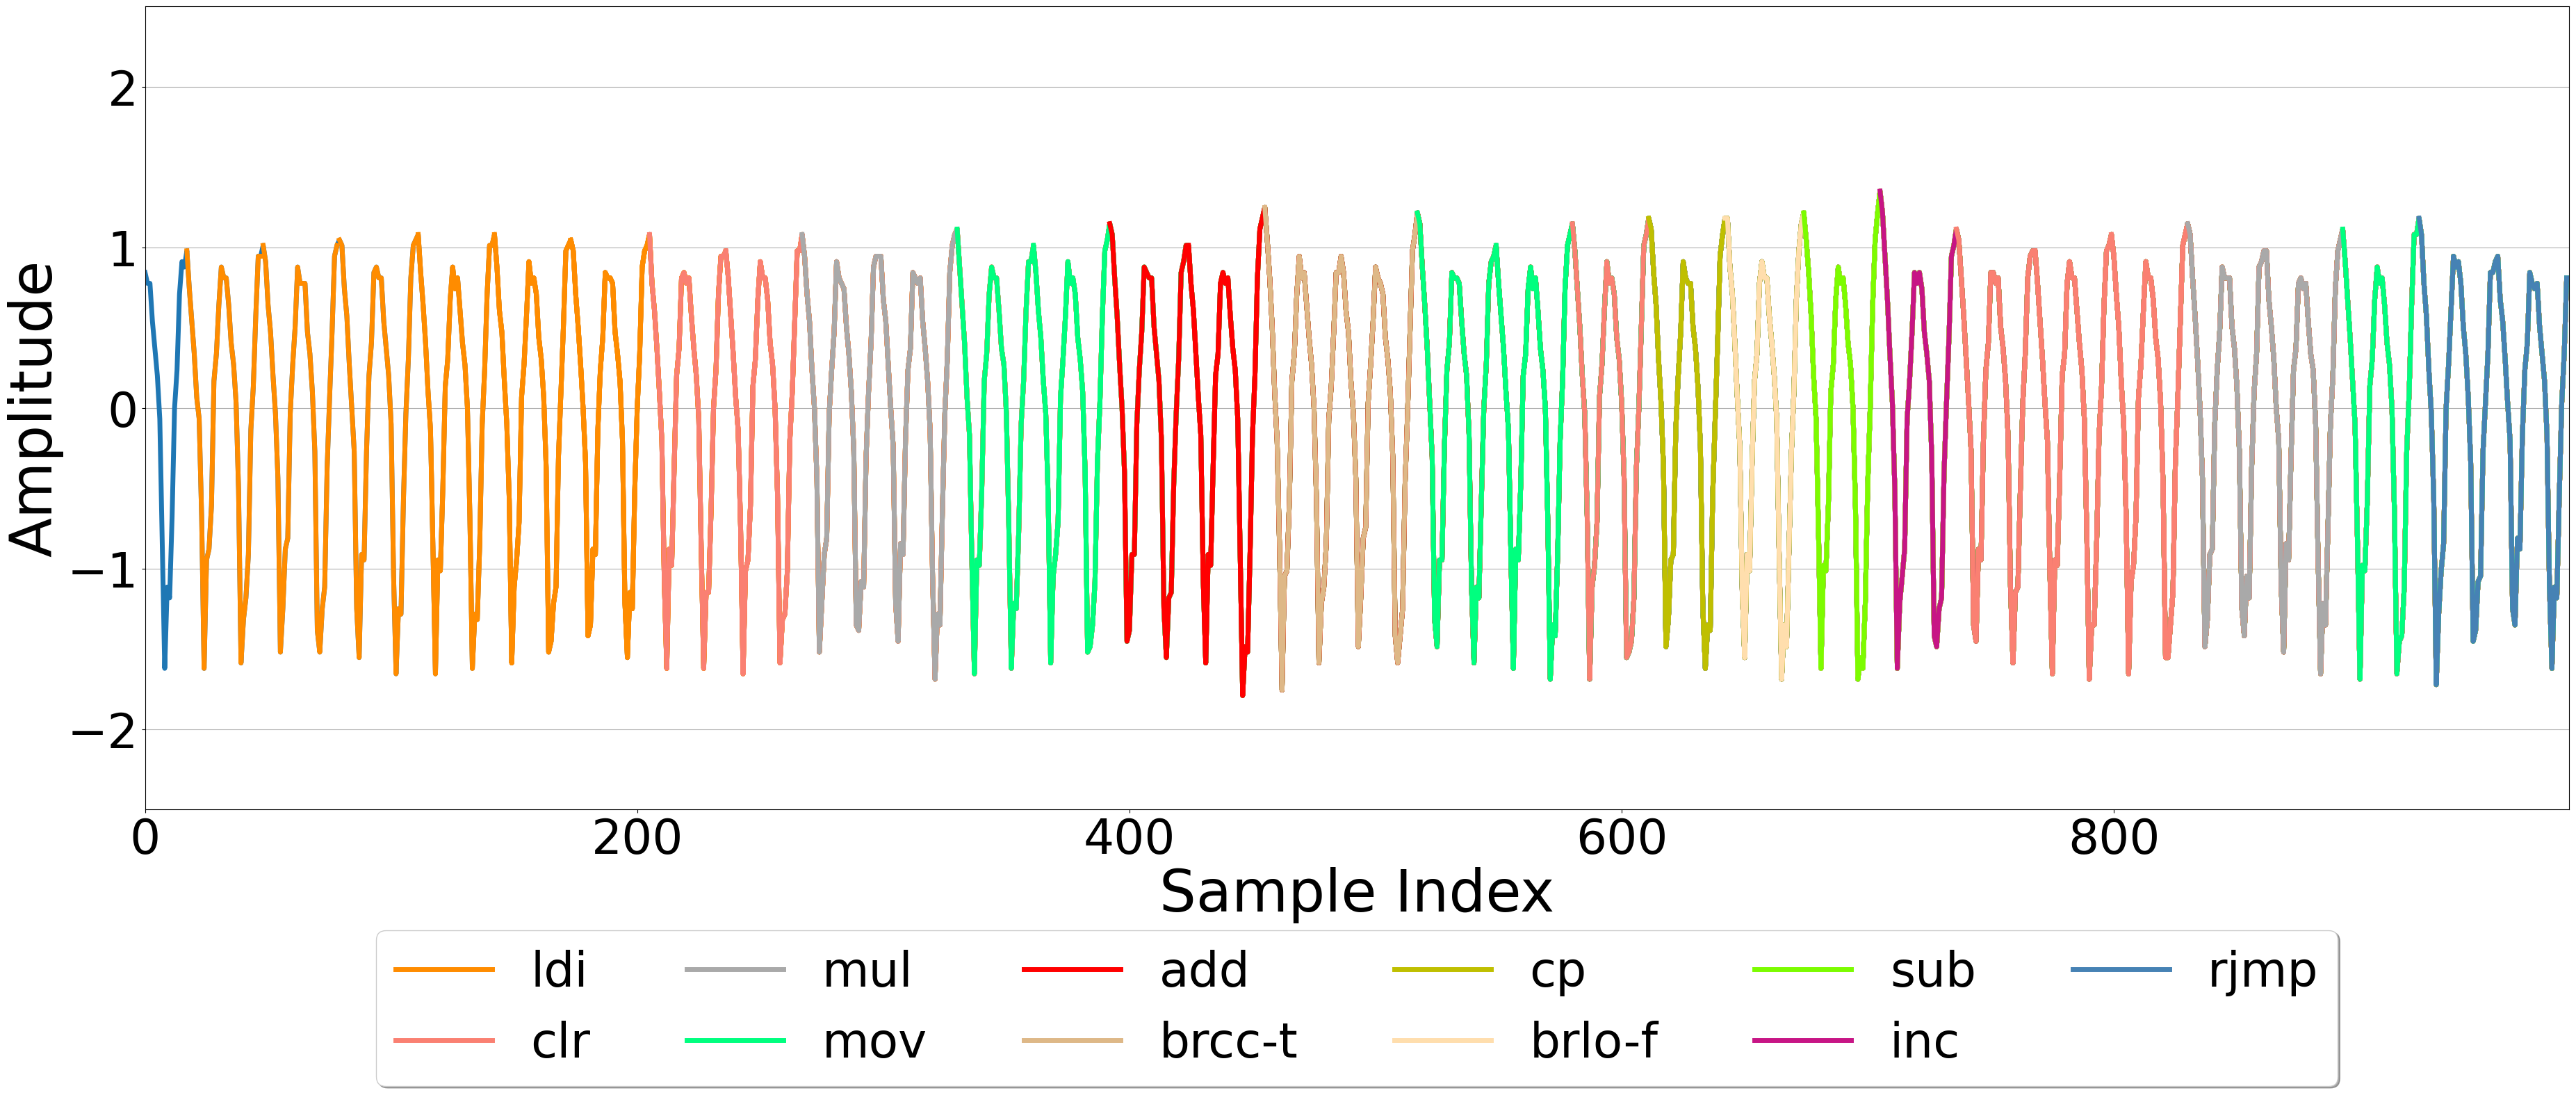 Amplitude
2
1
0
−1
−2
0 200 400 600 800
Sample Index
ldi mul add cp sub rjmp
clr mov brcc-t brlo-f inc